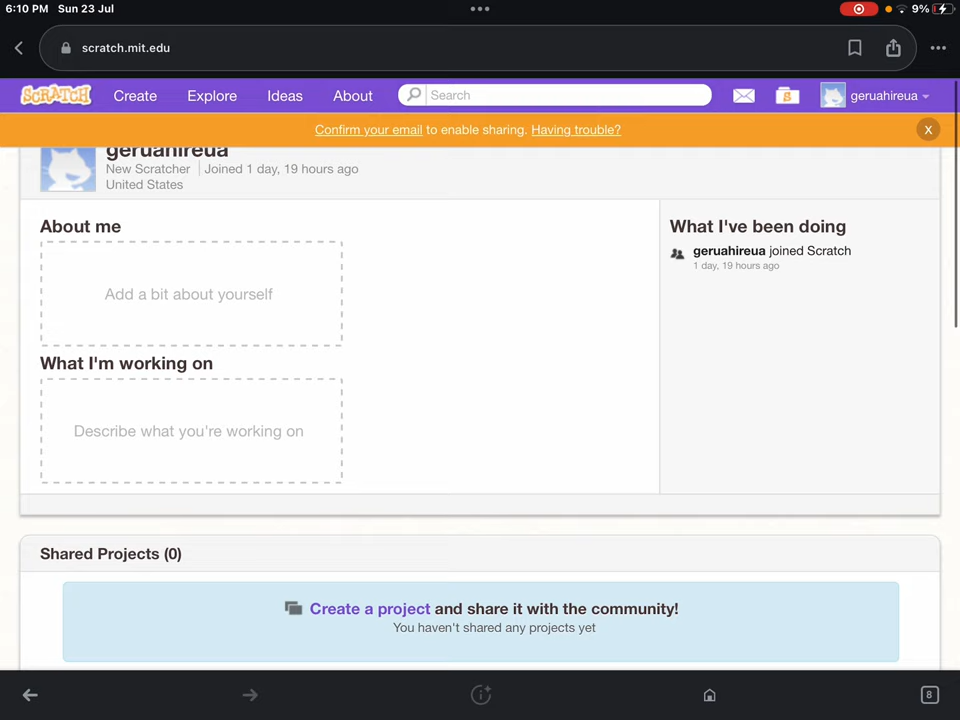 6:10 PM Sun 23 Jul
9%
scratch.mit.edu
SCRATCH Create Explore Ideas About Search geruahireua
Confirm your email to enable sharing. Having trouble?
X
geruahireua
New Scratcher Joined 1 day, 19 hours ago
United States
About me
Add a bit about yourself
What I'm working on
Describe what you're working on
What I've been doing
geruahireua joined Scratch
1 day, 19 hours ago
Shared Projects (0)
Create a project and share it with the community!
You haven't shared any projects yet
8